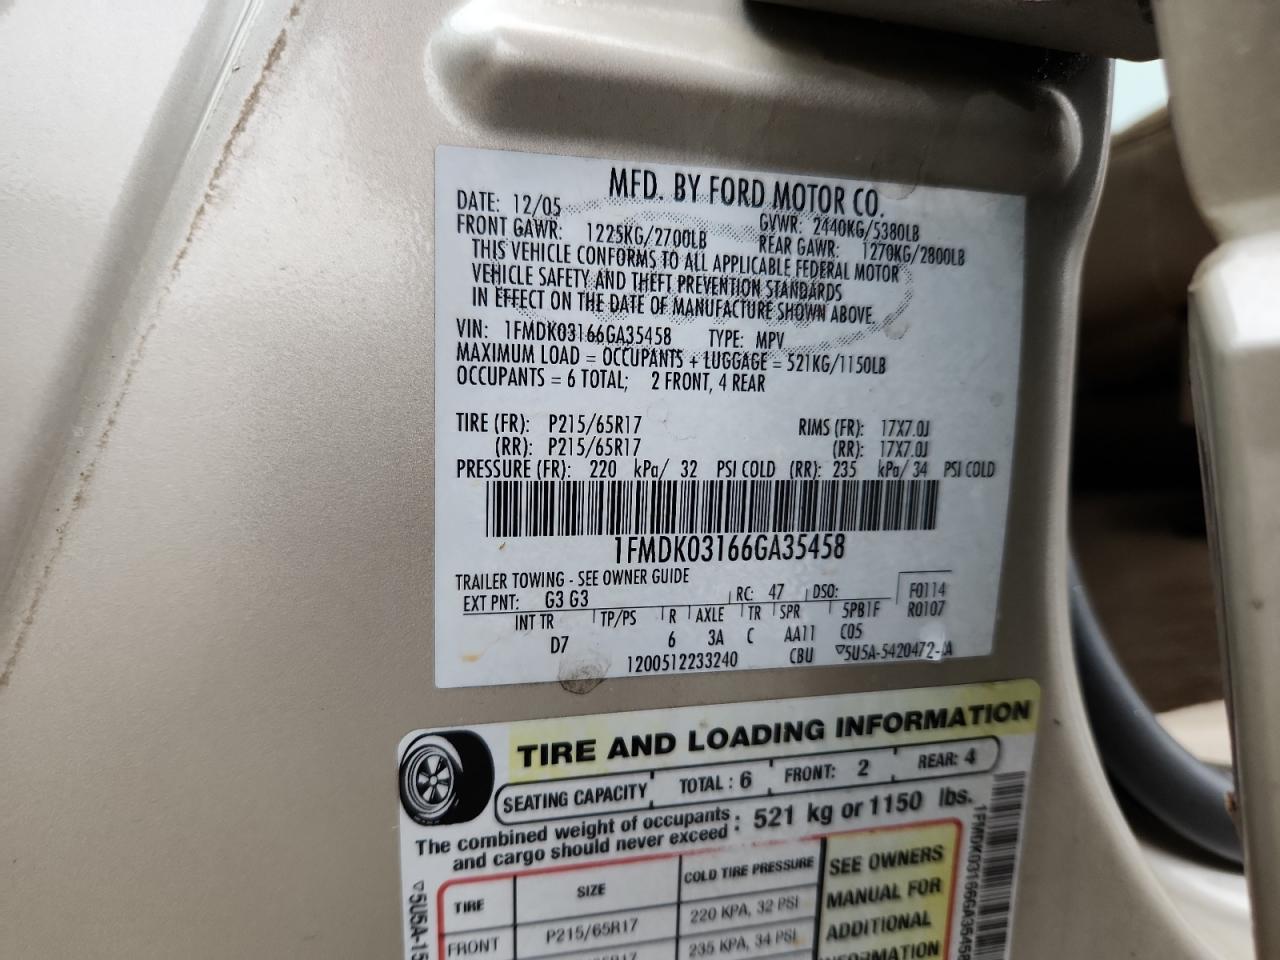 MFD. BY FORD MOTOR CO.
DATE: 12/05 GVWR: 2440KG/5380LB
FRONT GAWR: 1225KG/2700LB REAR GAWR: 1270KG/2800LB
THIS VEHICLE CONFORMS TO ALL APPLICABLE FEDERAL MOTOR
VEHICLE SAFETY AND THEFT PREVENTION STANDARDS
IN EFFECT ON THE DATE OF MANUFACTURE SHOWN ABOVE.
VIN: 1FMDK03166GA35458 TYPE: MPV
MAXIMUM LOAD = OCCUPANTS + LUGGAGE = 521KG/1150LB
OCCUPANTS = 6 TOTAL; 2 FRONT, 4 REAR
TIRE (FR): P215/65R17 RIMS (FR): 17X7.0J
(RR): P215/65R17 (RR): 17X7.0J
PRESSURE (FR): 220 kPa/ 32 PSI COLD (RR): 235 kPa/ 34 PSI COLD
1FMDK03166GA35458
TRAILER TOWING - SEE OWNER GUIDE
EXT PNT: G3 G3 RC: 47 DSO: F0114
INT TR TP/PS R AXLE TR SPR 5PB1F R0107
D7 6 3A C AA11 C05
1200512233240 CBU ▽5U5A-5420472- A
TIRE AND LOADING INFORMATION
SEATING CAPACITY TOTAL : 6 FRONT: 2 REAR: 4
The combined weight of occupants and cargo should never exceed : 521 kg or 1150 lbs.
TIRE SIZE COLD TIRE PRESSURE SEE OWNERS
MANUAL FOR
FRONT P215/65R17 220 KPA, 32 PSI ADDITIONAL
235 KPA, 34 PSI
▽5U5A-15
1FMDK03166GA35458